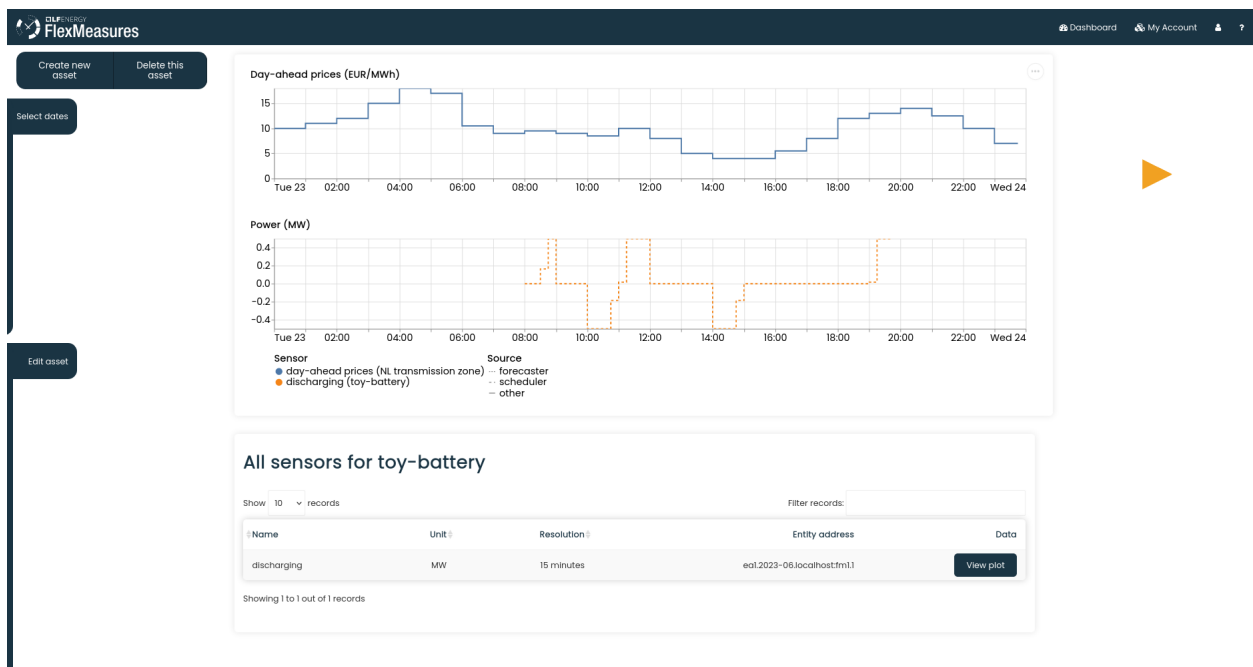 LFENERGY
FlexMeasures
Dashboard My Account ?
Create new asset
Delete this asset
Select dates
Edit asset
Day-ahead prices (EUR/MWh)
15
10
5
0
Tue 23 02:00 04:00 06:00 08:00 10:00 12:00 14:00 16:00 18:00 20:00 22:00 Wed 24
Power (MW)
0.4
0.2
0.0
−0.2
−0.4
Tue 23 02:00 04:00 06:00 08:00 10:00 12:00 14:00 16:00 18:00 20:00 22:00 Wed 24
Sensor Source
day-ahead prices (NL transmission zone) forecaster
discharging (toy-battery) scheduler
other
All sensors for toy-battery
Show 10 records Filter records:
Name Unit Resolution Entity address Data
discharging MW 15 minutes ea1.2023-06.localhost:fm1.1 View plot
Showing 1 to 1 out of 1 records